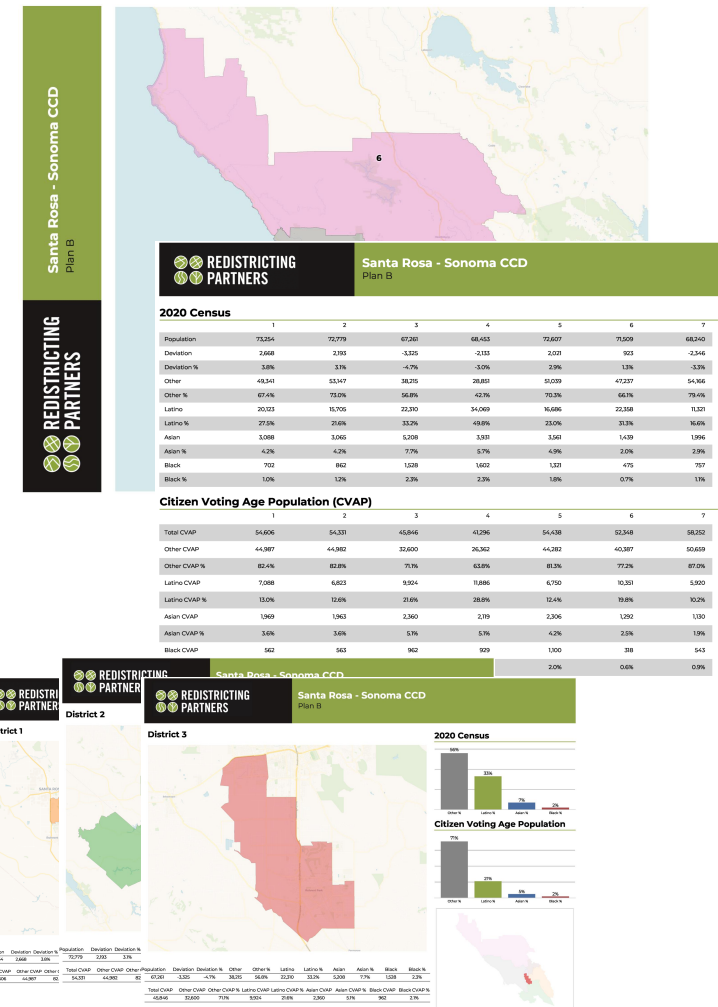 Santa Rosa - Sonoma CCD
Plan B
REDISTRICTING
PARTNERS
6
REDISTRICTING
PARTNERS
Santa Rosa - Sonoma CCD
Plan B
2020 Census
1 2 3 4 5 6 7
Population 73,254 72,779 67,261 68,453 72,607 71,509 68,240
Deviation 2,668 2,193 -3,325 -2,133 2,021 923 -2,346
Deviation % 3.8% 3.1% -4.7% -3.0% 2.9% 1.3% -3.3%
Other 49,341 53,147 38,215 28,851 51,039 47,237 54,166
Other % 67.4% 73.0% 56.8% 42.1% 70.3% 66.1% 79.4%
Latino 20,123 15,705 22,310 34,069 16,686 22,358 11,321
Latino % 27.5% 21.6% 33.2% 49.8% 23.0% 31.3% 16.6%
Asian 3,088 3,065 5,208 3,931 3,561 1,439 1,996
Asian % 4.2% 4.2% 7.7% 5.7% 4.9% 2.0% 2.9%
Black 702 862 1,528 1,602 1,321 475 757
Black % 1.0% 1.2% 2.3% 2.3% 1.8% 0.7% 1.1%
Citizen Voting Age Population (CVAP)
1 2 3 4 5 6 7
Total CVAP 54,606 54,331 45,846 41,296 54,438 52,348 58,252
Other CVAP 44,987 44,982 32,600 26,362 44,282 40,387 50,659
Other CVAP % 82.4% 82.8% 71.1% 63.8% 81.3% 77.2% 87.0%
Latino CVAP 7,088 6,823 9,924 11,886 6,750 10,351 5,920
Latino CVAP % 13.0% 12.6% 21.6% 28.8% 12.4% 19.8% 10.2%
Asian CVAP 1,969 1,963 2,360 2,119 2,306 1,292 1,130
Asian CVAP % 3.6% 3.6% 5.1% 5.1% 4.2% 2.5% 1.9%
Black CVAP 562 563 962 929 1,100 318 543
2.0% 0.6% 0.9%
REDISTRI
PARTNER
trict 1
Deviation Deviation %
2,668 3.8%
CVAP Other CVAP Other C
44,987 82
REDISTRICTING
PARTNER
Santa Rosa - Sonoma CCD
District 2
Population Deviation Deviation %
72,779 2,193 3.1%
Total CVAP Other CVAP Other
54,331 44,982 82
REDISTRICTING
PARTNERS
Santa Rosa - Sonoma CCD
Plan B
District 3
2020 Census
56%
33%
7%
2%
Other % Latino % Asian % Black %
Citizen Voting Age Population
71%
21%
5%
2%
Other % Latino % Asian % Black %
Population Deviation Deviation % Other Other % Latino Latino % Asian Asian % Black Black %
67,261 -3,325 -4.7% 38,215 56.8% 22,310 33.2% 5,208 7.7% 1,528 2.3%
Total CVAP Other CVAP Other CVAP % Latino CVAP Latino CVAP % Asian CVAP Asian CVAP % Black CVAP Black CVAP %
45,846 32,600 71.1% 9,924 21.6% 2,360 5.1% 962 2.1%